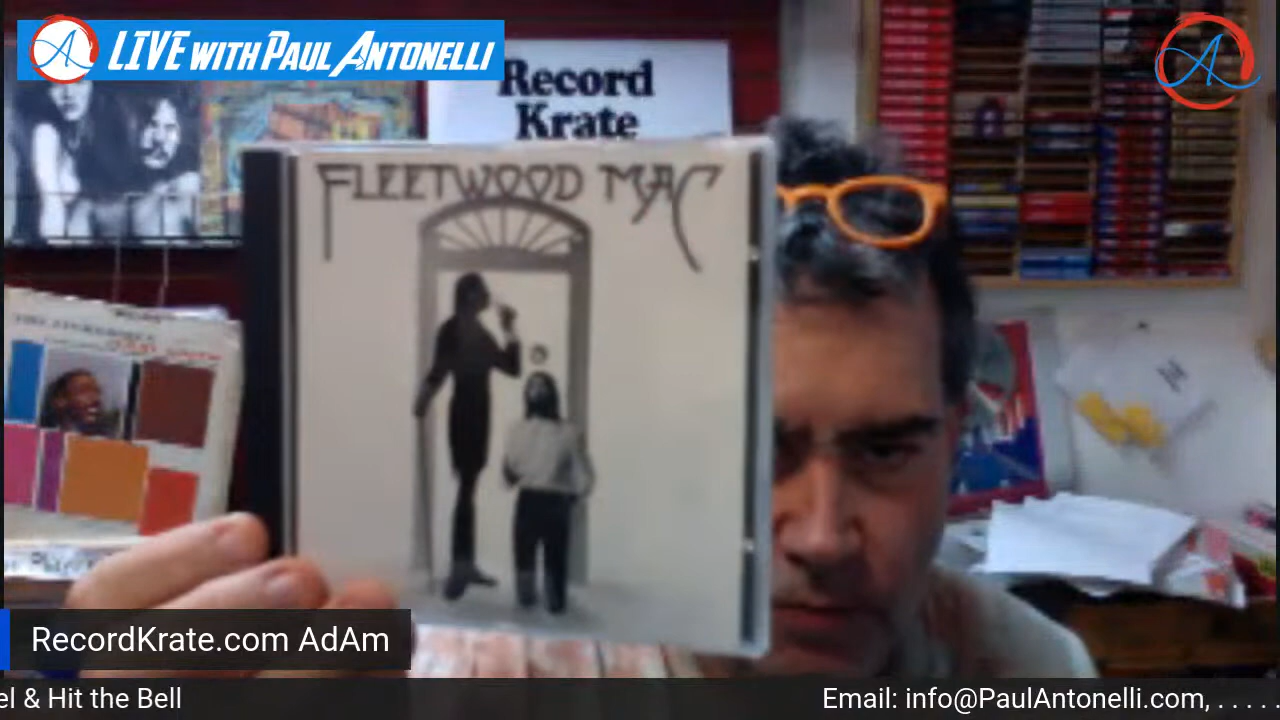 LIVE WITH PAUL ANTONELLI
Record
Krate
FLEETWOOD MAC
RecordKrate.com AdAm
el & Hit the Bell
Email: info@PaulAntonelli.com, . . . . .